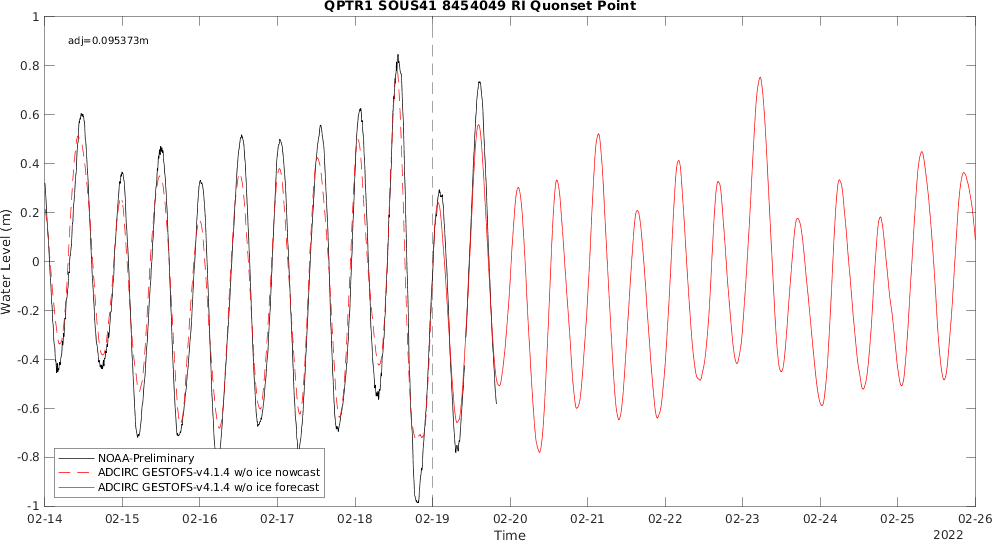 QPTR1 SOUS41 8454049 RI Quonset Point
adj=0.095373m
1
0.8
0.6
0.4
0.2
0
-0.2
-0.4
-0.6
-0.8
-1
Water Level (m)
NOAA-Preliminary
ADCIRC GESTOFS-v4.1.4 w/o ice nowcast
ADCIRC GESTOFS-v4.1.4 w/o ice forecast
02-14 02-15 02-16 02-17 02-18 02-19 02-20 02-21 02-22 02-23 02-24 02-25 02-26
Time
2022